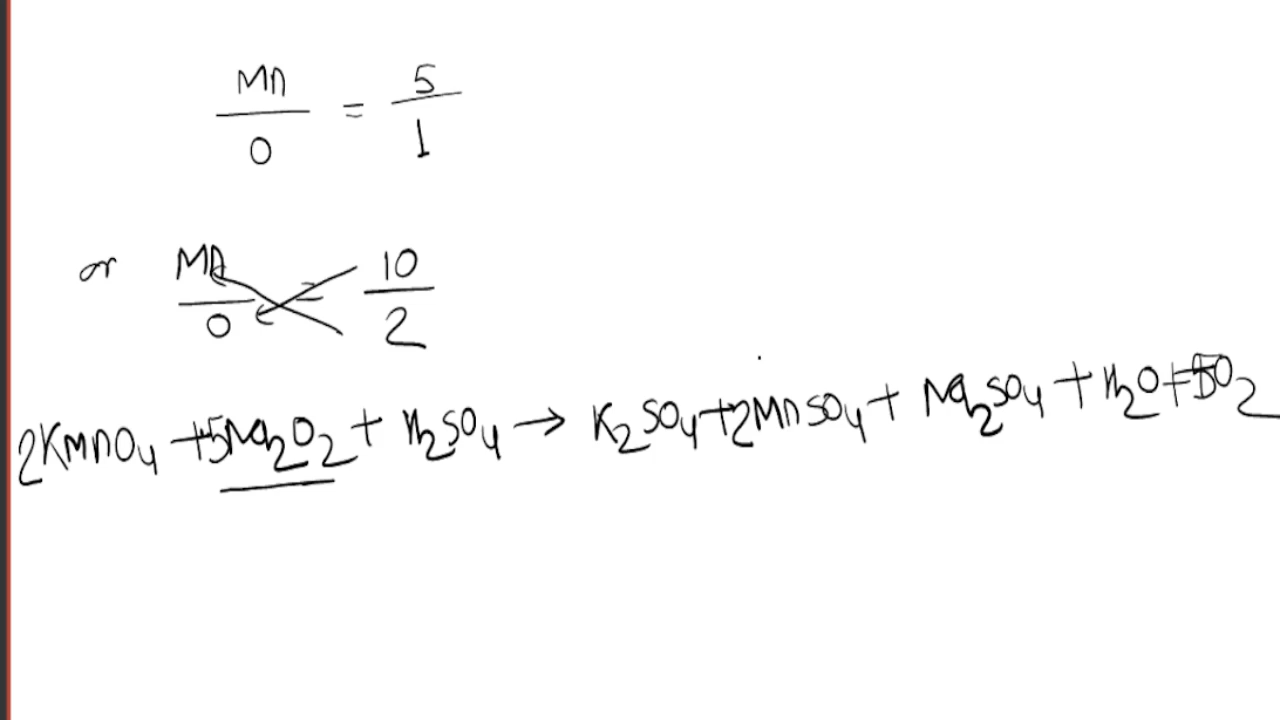 Mn/O = 5/1
or Mn/O = 10/2
2KMnO4 + 5Na2O2 + H2SO4 → K2SO4 + 2MnSO4 + Na2SO4 + H2O + 5O2